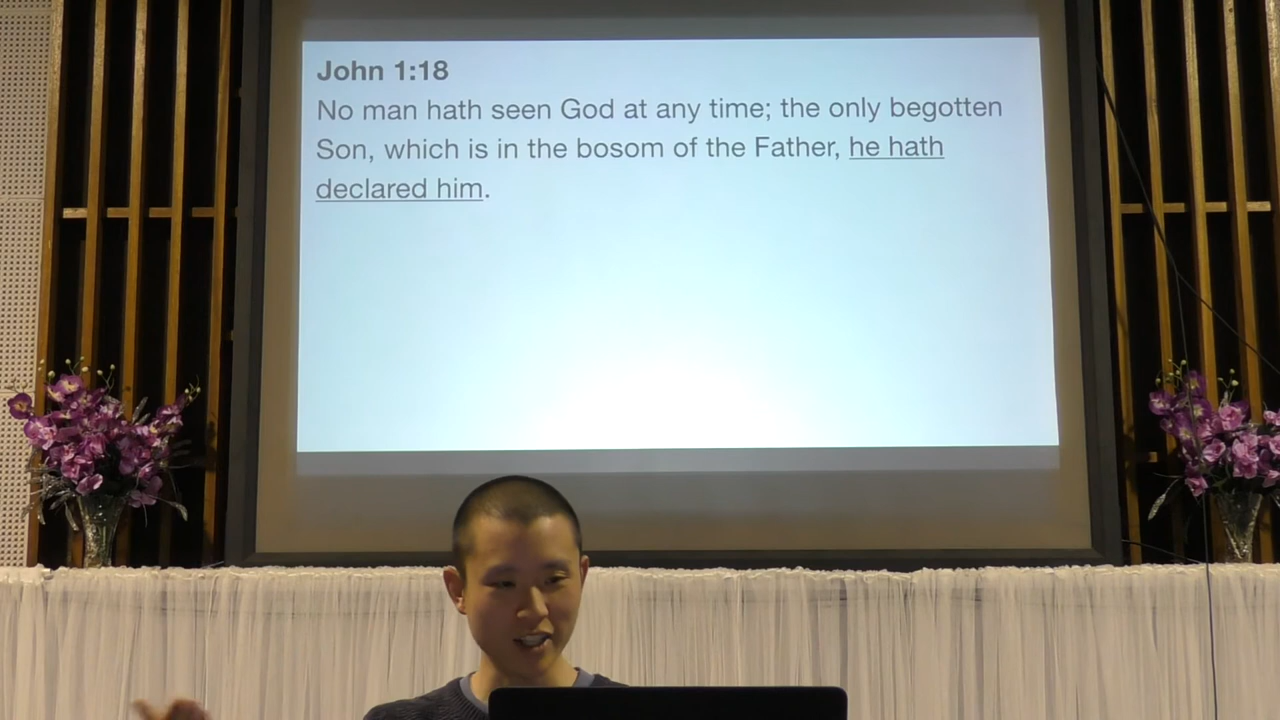 John 1:18
No man hath seen God at any time; the only begotten
Son, which is in the bosom of the Father, he hath
declared him.